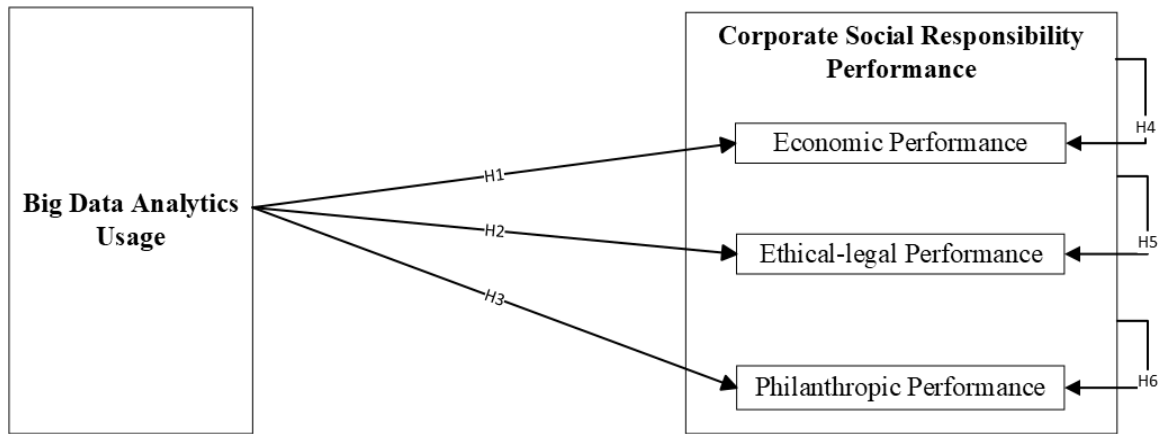 Corporate Social Responsibility
Performance
H4
Economic Performance
H1
Big Data Analytics
Usage
H2
H5
Ethical-legal Performance
H3
H6
Philanthropic Performance